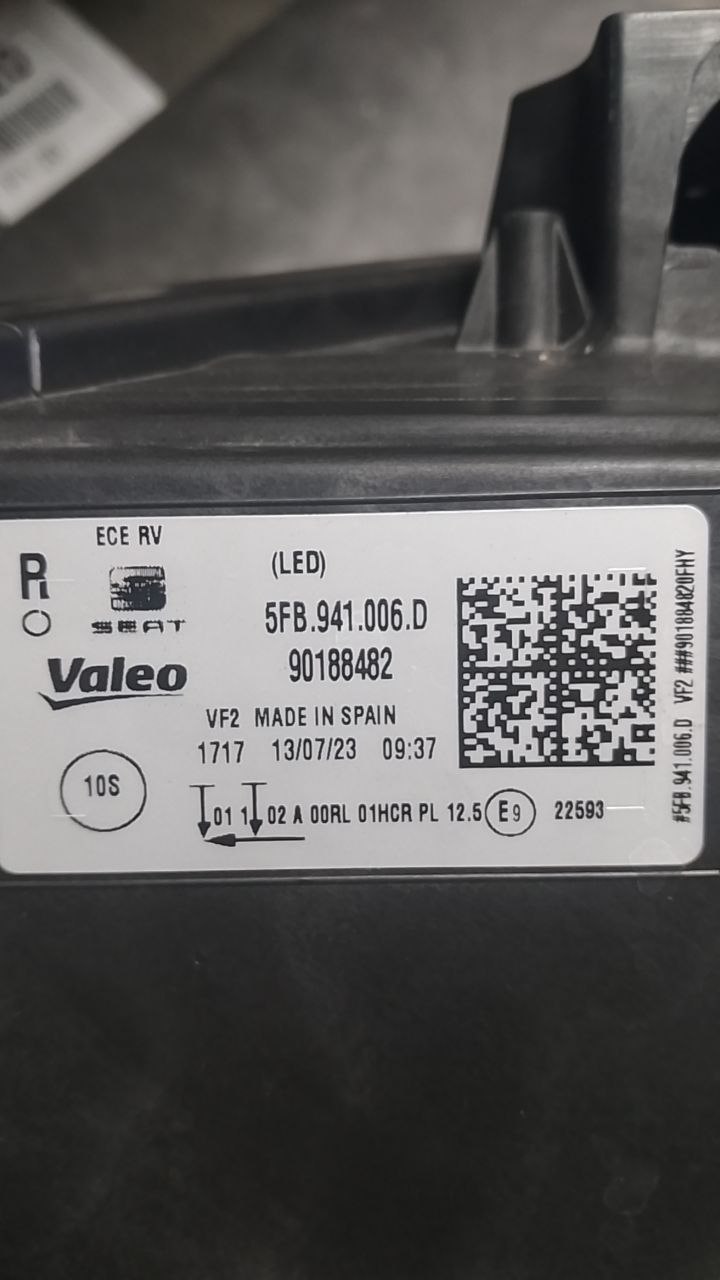 ECE RV
R
SEAT
Valeo
(LED)
5FB.941.006.D
90188482
VF2 MADE IN SPAIN
1717 13/07/23 09:37
10S
01 1 02 A 00RL 01HCR PL 12.5 E9 22593
#5FB.941.006.D VF2 ###901884820FHY